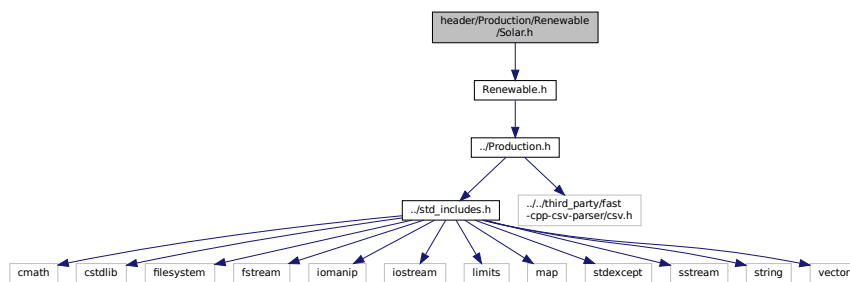 header/Production/Renewable
/Solar.h
Renewable.h
../Production.h
../std_includes.h
../../third_party/fast
-cpp-csv-parser/csv.h
cmath
cstdlib
filesystem
fstream
iomanip
iostream
limits
map
stdexcept
sstream
string
vector